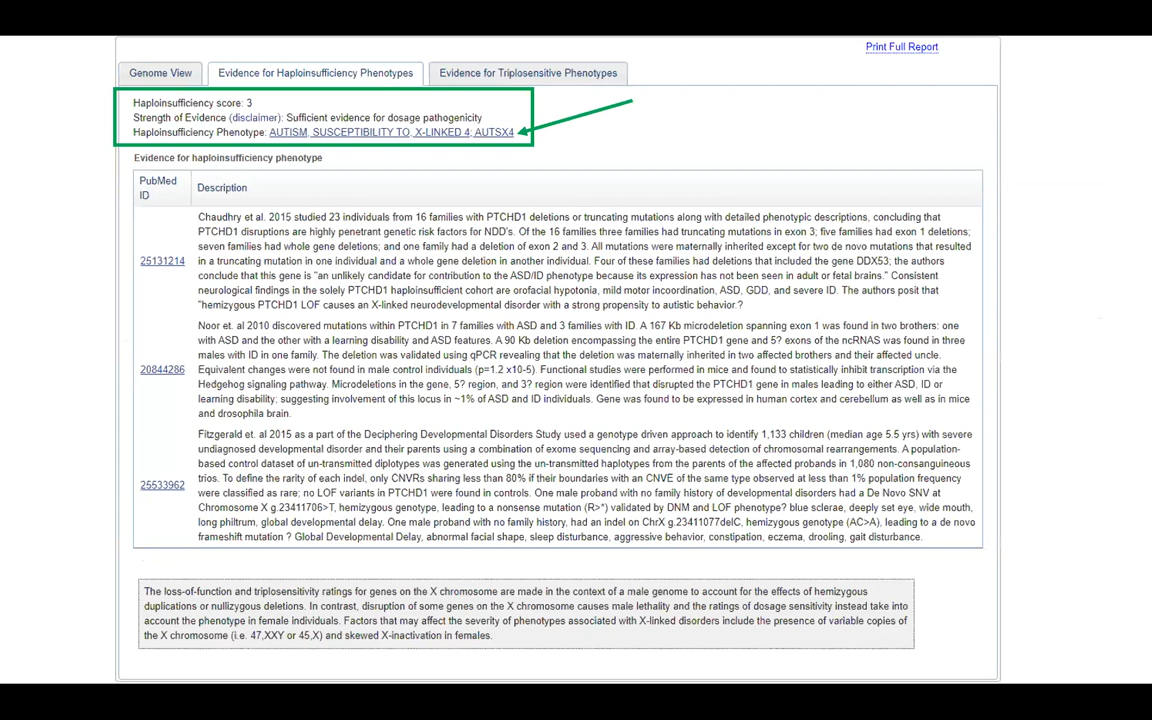 Print Full Report
Genome View
Evidence for Haploinsufficiency Phenotypes
Evidence for Triplosensitive Phenotypes
Haploinsufficiency score: 3
Strength of Evidence (disclaimer): Sufficient evidence for dosage pathogenicity
Haploinsufficiency Phenotype: AUTISM, SUSCEPTIBILITY TO, X-LINKED 4; AUTSX4
Evidence for haploinsufficiency phenotype
PubMed
ID
Description
25131214
Chaudhry et al. 2015 studied 23 individuals from 16 families with PTCHD1 deletions or truncating mutations along with detailed phenotypic descriptions, concluding that
PTCHD1 disruptions are highly penetrant genetic risk factors for NDD's. Of the 16 families three families had truncating mutations in exon 3; five families had exon 1 deletions;
seven families had whole gene deletions; and one family had a deletion of exon 2 and 3. All mutations were maternally inherited except for two de novo mutations that resulted
in a truncating mutation in one individual and a whole gene deletion in another individual. Four of these families had deletions that included the gene DDX53; the authors
conclude that this gene is "an unlikely candidate for contribution to the ASD/ID phenotype because its expression has not been seen in adult or fetal brains." Consistent
neurological findings in the solely PTCHD1 haploinsufficient cohort are orofacial hypotonia, mild motor incoordination, ASD, GDD, and severe ID. The authors posit that
"hemizygous PTCHD1 LOF causes an X-linked neurodevelopmental disorder with a strong propensity to autistic behavior.?
20844286
Noor et. al 2010 discovered mutations within PTCHD1 in 7 families with ASD and 3 families with ID. A 167 Kb microdeletion spanning exon 1 was found in two brothers: one
with ASD and the other with a learning disability and ASD features. A 90 Kb deletion encompassing the entire PTCHD1 gene and 5? exons of the ncRNAS was found in three
males with ID in one family. The deletion was validated using qPCR revealing that the deletion was maternally inherited in two affected brothers and their affected uncle.
Equivalent changes were not found in male control individuals (p=1.2 x10-5). Functional studies were performed in mice and found to statistically inhibit transcription via the
Hedgehog signaling pathway. Microdeletions in the gene, 5? region, and 3? region were identified that disrupted the PTCHD1 gene in males leading to either ASD, ID or
learning disability; suggesting involvement of this locus in ~1% of ASD and ID individuals. Gene was found to be expressed in human cortex and cerebellum as well as in mice
and drosophila brain.
25533962
Fitzgerald et. al 2015 as a part of the Deciphering Developmental Disorders Study used a genotype driven approach to identify 1,133 children (median age 5.5 yrs) with severe
undiagnosed developmental disorder and their parents using a combination of exome sequencing and array-based detection of chromosomal rearrangements. A population-
based control dataset of un-transmitted diplotypes was generated using the un-transmitted haplotypes from the parents of the affected probands in 1,080 non-consanguineous
trios. To define the rarity of each indel, only CNVRs sharing less than 80% if their boundaries with an CNVE of the same type observed at less than 1% population frequency
were classified as rare; no LOF variants in PTCHD1 were found in controls. One male proband with no family history of developmental disorders had a De Novo SNV at
Chromosome X g.23411706>T, hemizygous genotype, leading to a nonsense mutation (R>*) validated by DNM and LOF phenotype? blue sclerae, deeply set eye, wide mouth,
long philtrum, global developmental delay. One male proband with no family history, had an indel on ChrX g.23411077delC, hemizygous genotype (AC>A), leading to a de novo
frameshift mutation ? Global Developmental Delay, abnormal facial shape, sleep disturbance, aggressive behavior, constipation, eczema, drooling, gait disturbance.
The loss-of-function and triplosensitivity ratings for genes on the X chromosome are made in the context of a male genome to account for the effects of hemizygous
duplications or nullizygous deletions. In contrast, disruption of some genes on the X chromosome causes male lethality and the ratings of dosage sensitivity instead take into
account the phenotype in female individuals. Factors that may affect the severity of phenotypes associated with X-linked disorders include the presence of variable copies of
the X chromosome (i.e. 47,XXY or 45,X) and skewed X-inactivation in females.